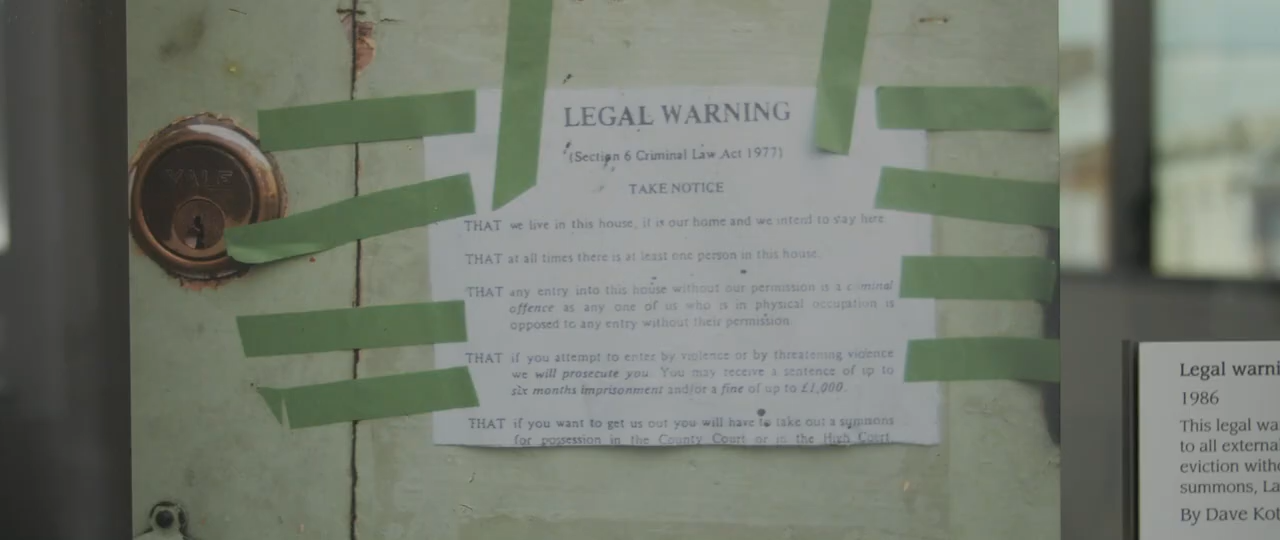 YALE
LEGAL WARNING
(Section 6 Criminal Law Act 1977)
TAKE NOTICE
THAT we live in this house, it is our home and we intend to say here.
THAT at all times there is at least one person in this house.
THAT any entry into this house without our permission is a criminal
offence as any one of us who is in physical occupation is
opposed to any entry without their permission.
THAT if you attempt to enter by violence or by threatening violence
we will prosecute you. You may receive a sentence of up to
six months imprisonment and/or a fine of up to £1,000.
THAT if you want to get us out you will have to take out a summons
for possession in the County Court or in the High Court
Legal warni
1986
This legal wa
to all externa
eviction witho
summons, La
By Dave Kot